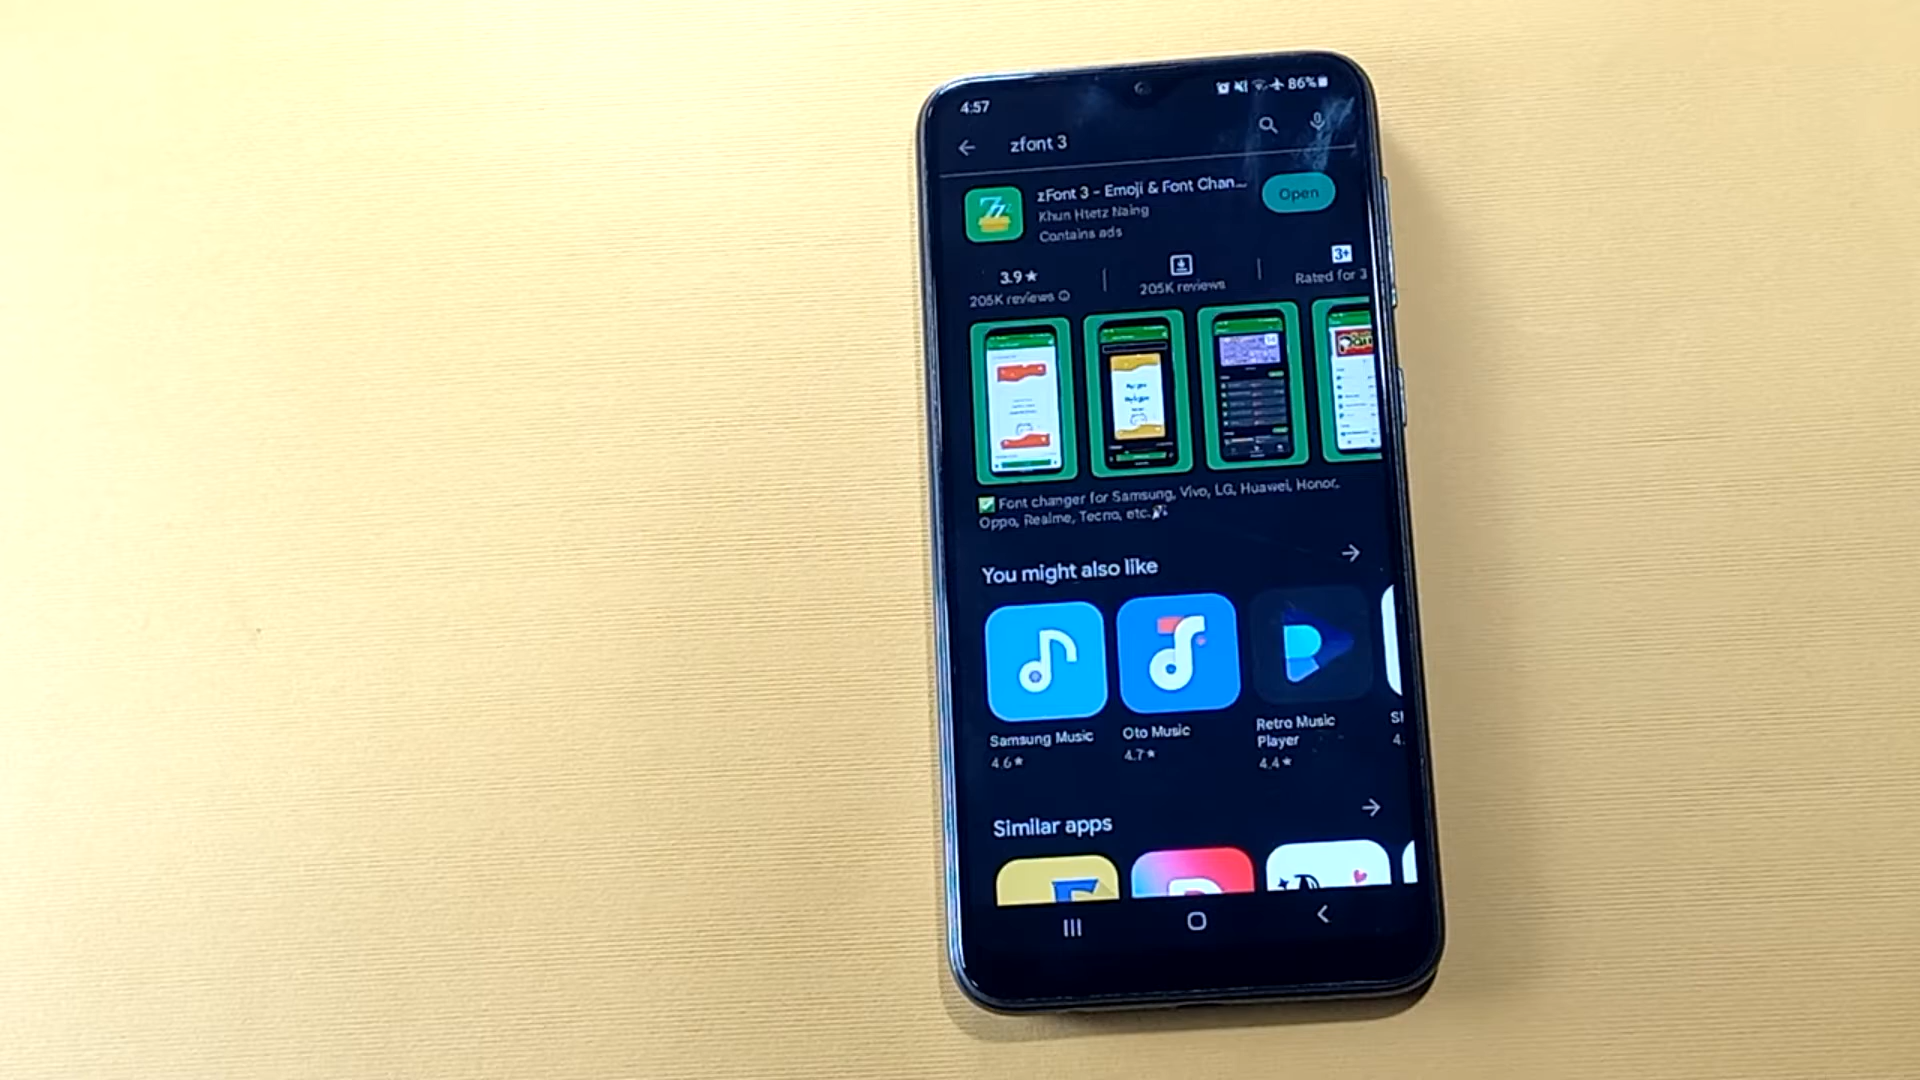 4:57
86%
zfont 3
zFont 3 - Emoji & Font Chan...
Open
Khun Htetz Naing
Contains ads
3.9★
205K reviews
205K reviews
3+
Rated for 3
✅ Font changer for Samsung, Vivo, LG, Huawei, Honor,
Oppo, Realme, Tecno, etc.
You might also like
Samsung Music
4.6★
Oto Music
4.7★
Retro Music
Player
4.4★
4.
Similar apps